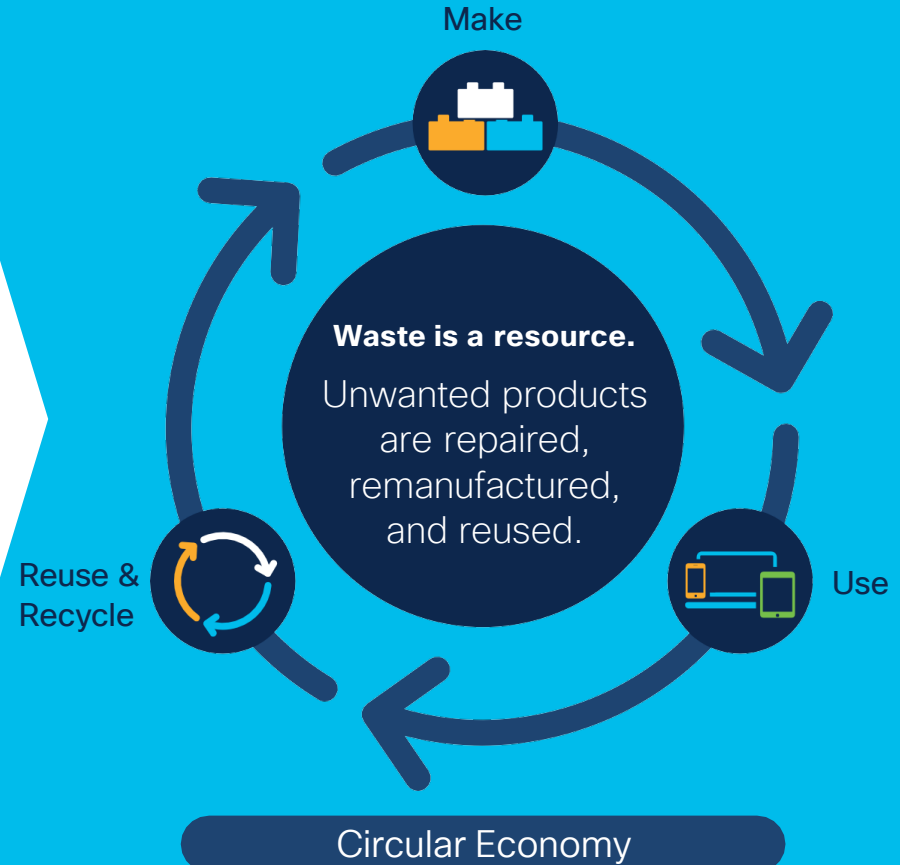 Make
Waste is a resource.
Unwanted products
are repaired,
remanufactured,
and reused.
Reuse &
Recycle
Use
Circular Economy